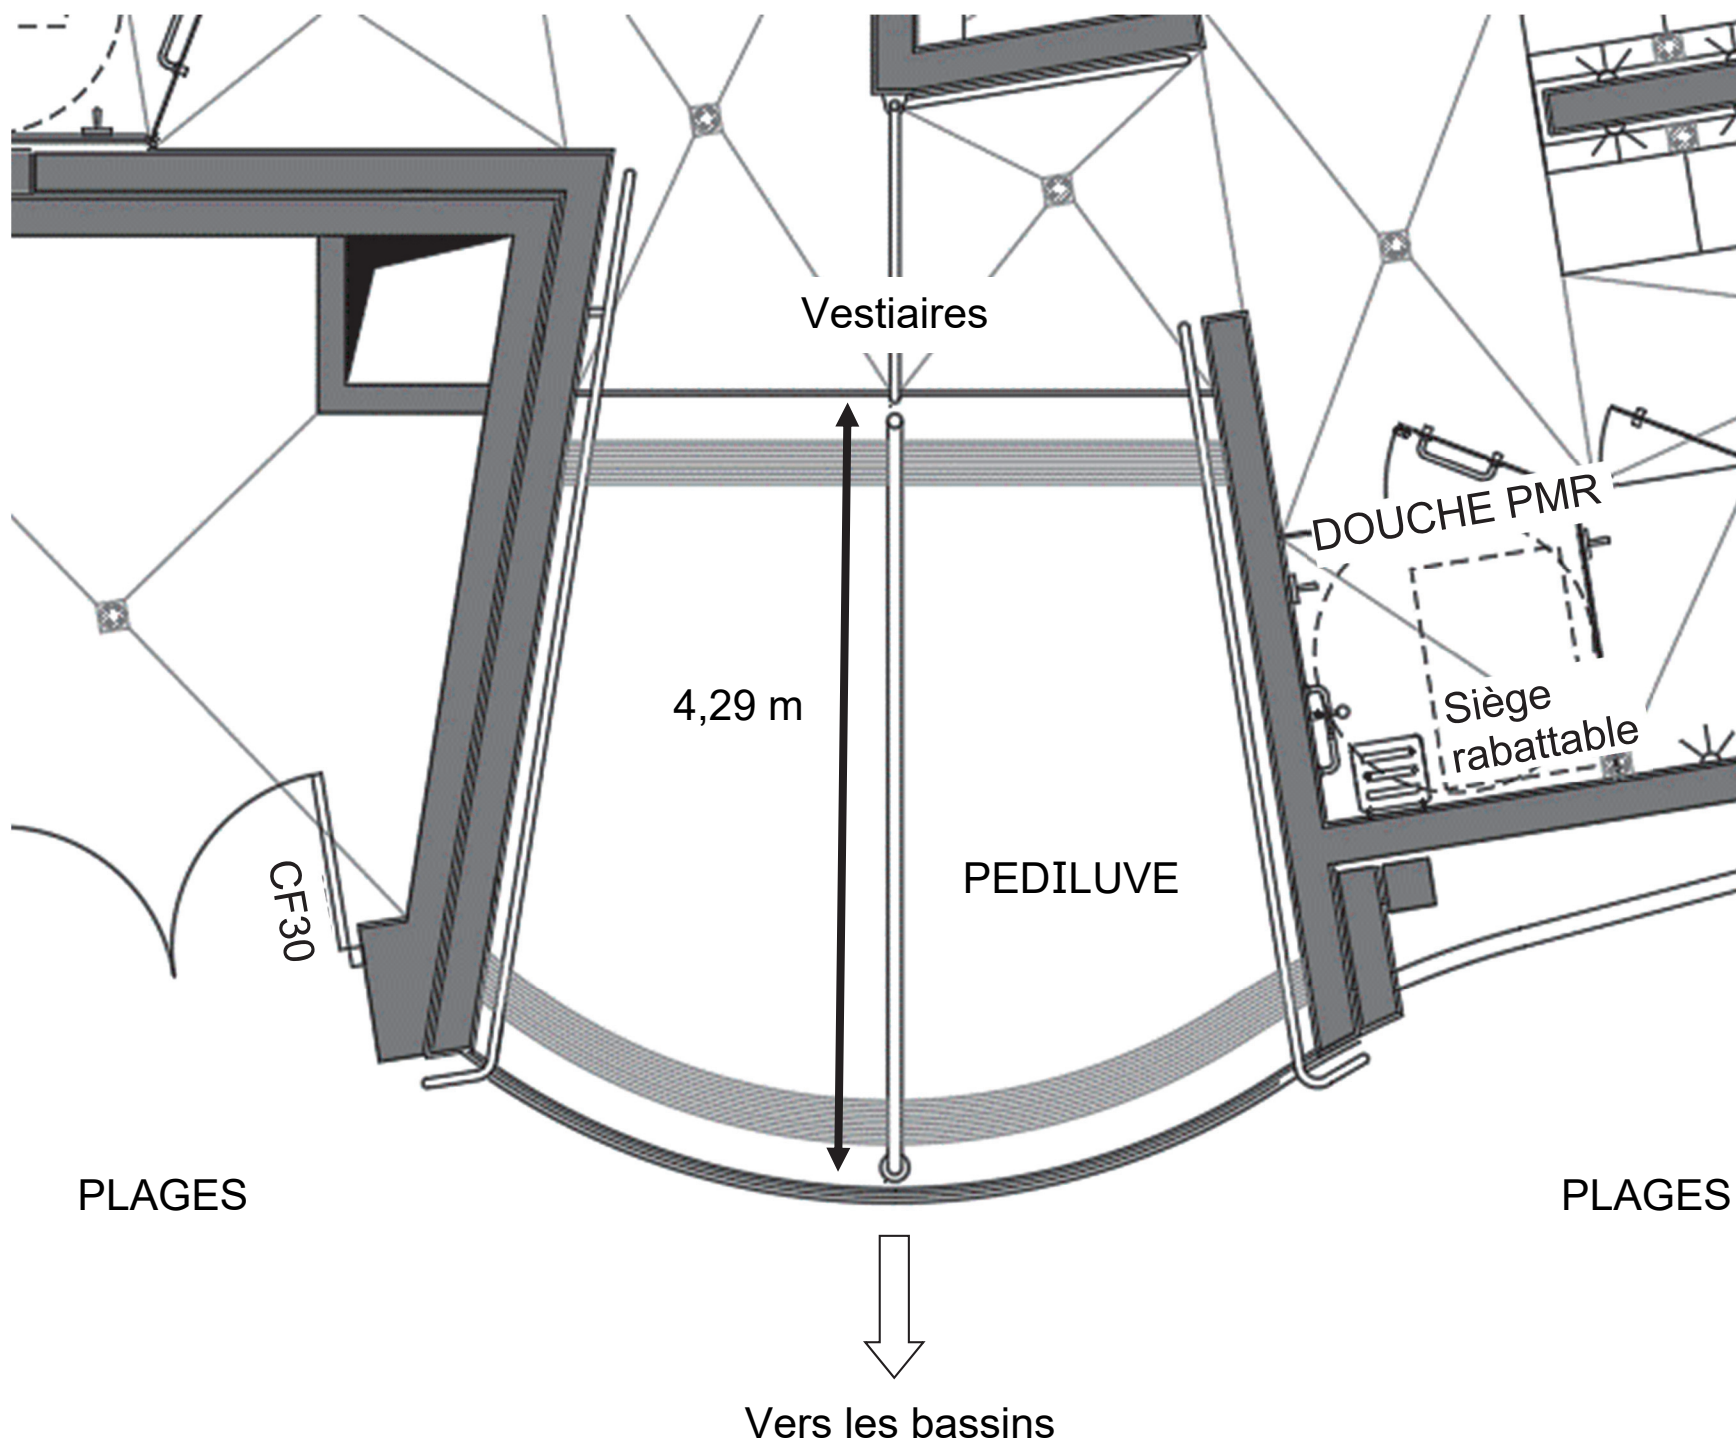 Vestiaires
DOUCHE PMR
4,29 m
Siège
rabattable
PEDILUVE
CF30
PLAGES
PLAGES
Vers les bassins